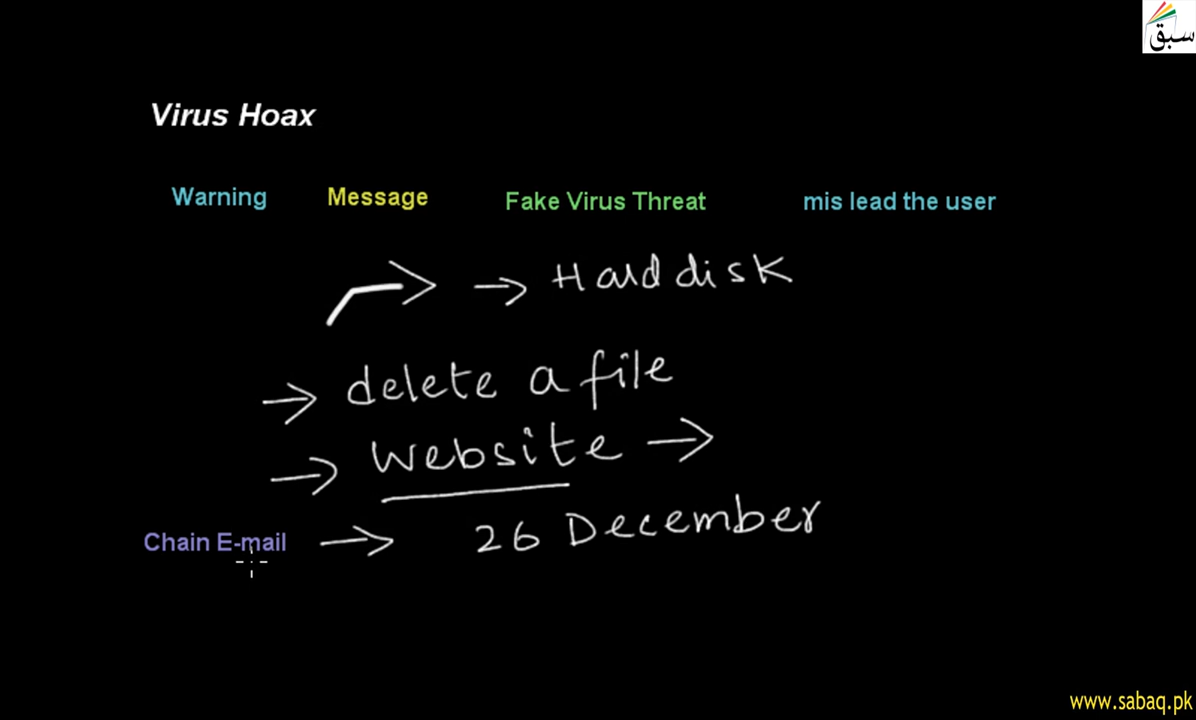 سبق
Virus Hoax
Warning Message Fake Virus Threat mis lead the user
→ → Hard disk
→ delete a file
→ website →
Chain E-mail → 26 December
www.sabaq.pk